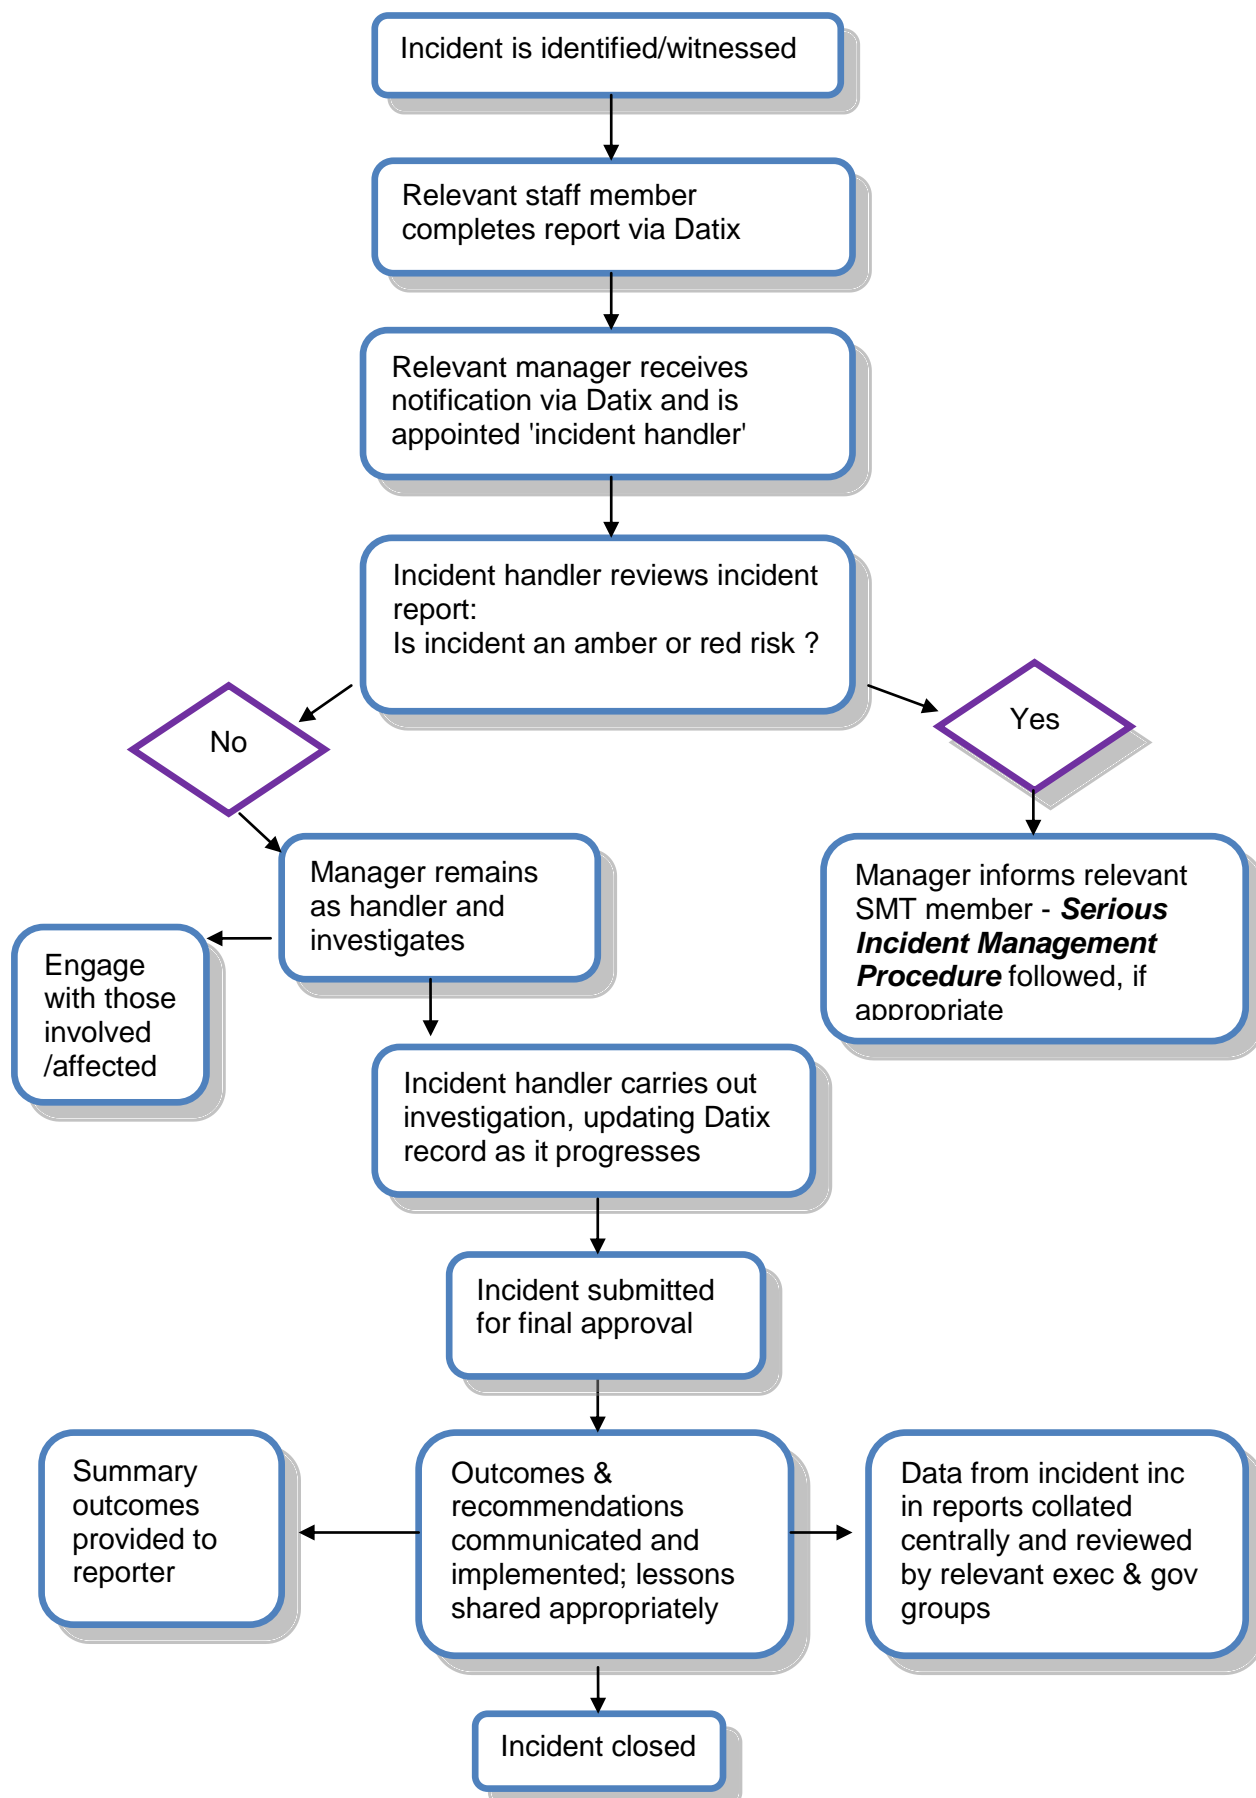 Incident is identified/witnessed
Relevant staff member
completes report via Datix
Relevant manager receives
notification via Datix and is
appointed 'incident handler'
Incident handler reviews incident
report:
Is incident an amber or red risk ?
No
Yes
Manager remains
as handler and
investigates
Manager informs relevant
SMT member - Serious
Incident Management
Procedure followed, if
appropriate
Engage
with those
involved
/affected
Incident handler carries out
investigation, updating Datix
record as it progresses
Incident submitted
for final approval
Summary
outcomes
provided to
reporter
Outcomes &
recommendations
communicated and
implemented; lessons
shared appropriately
Data from incident inc
in reports collated
centrally and reviewed
by relevant exec & gov
groups
Incident closed